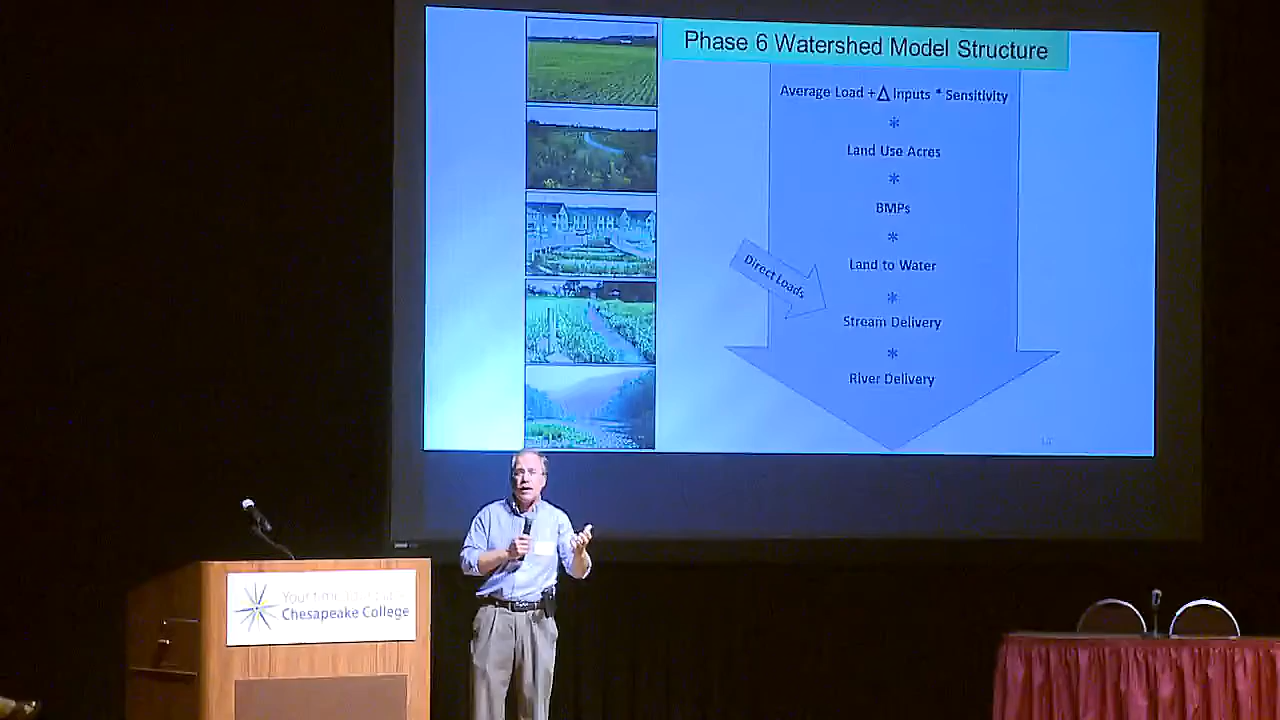 Phase 6 Watershed Model Structure
Average Load + Δ Inputs * Sensitivity
*
Land Use Acres
*
BMPs
*
Land to Water
*
Direct Loads
Stream Delivery
*
River Delivery
Chesapeake College